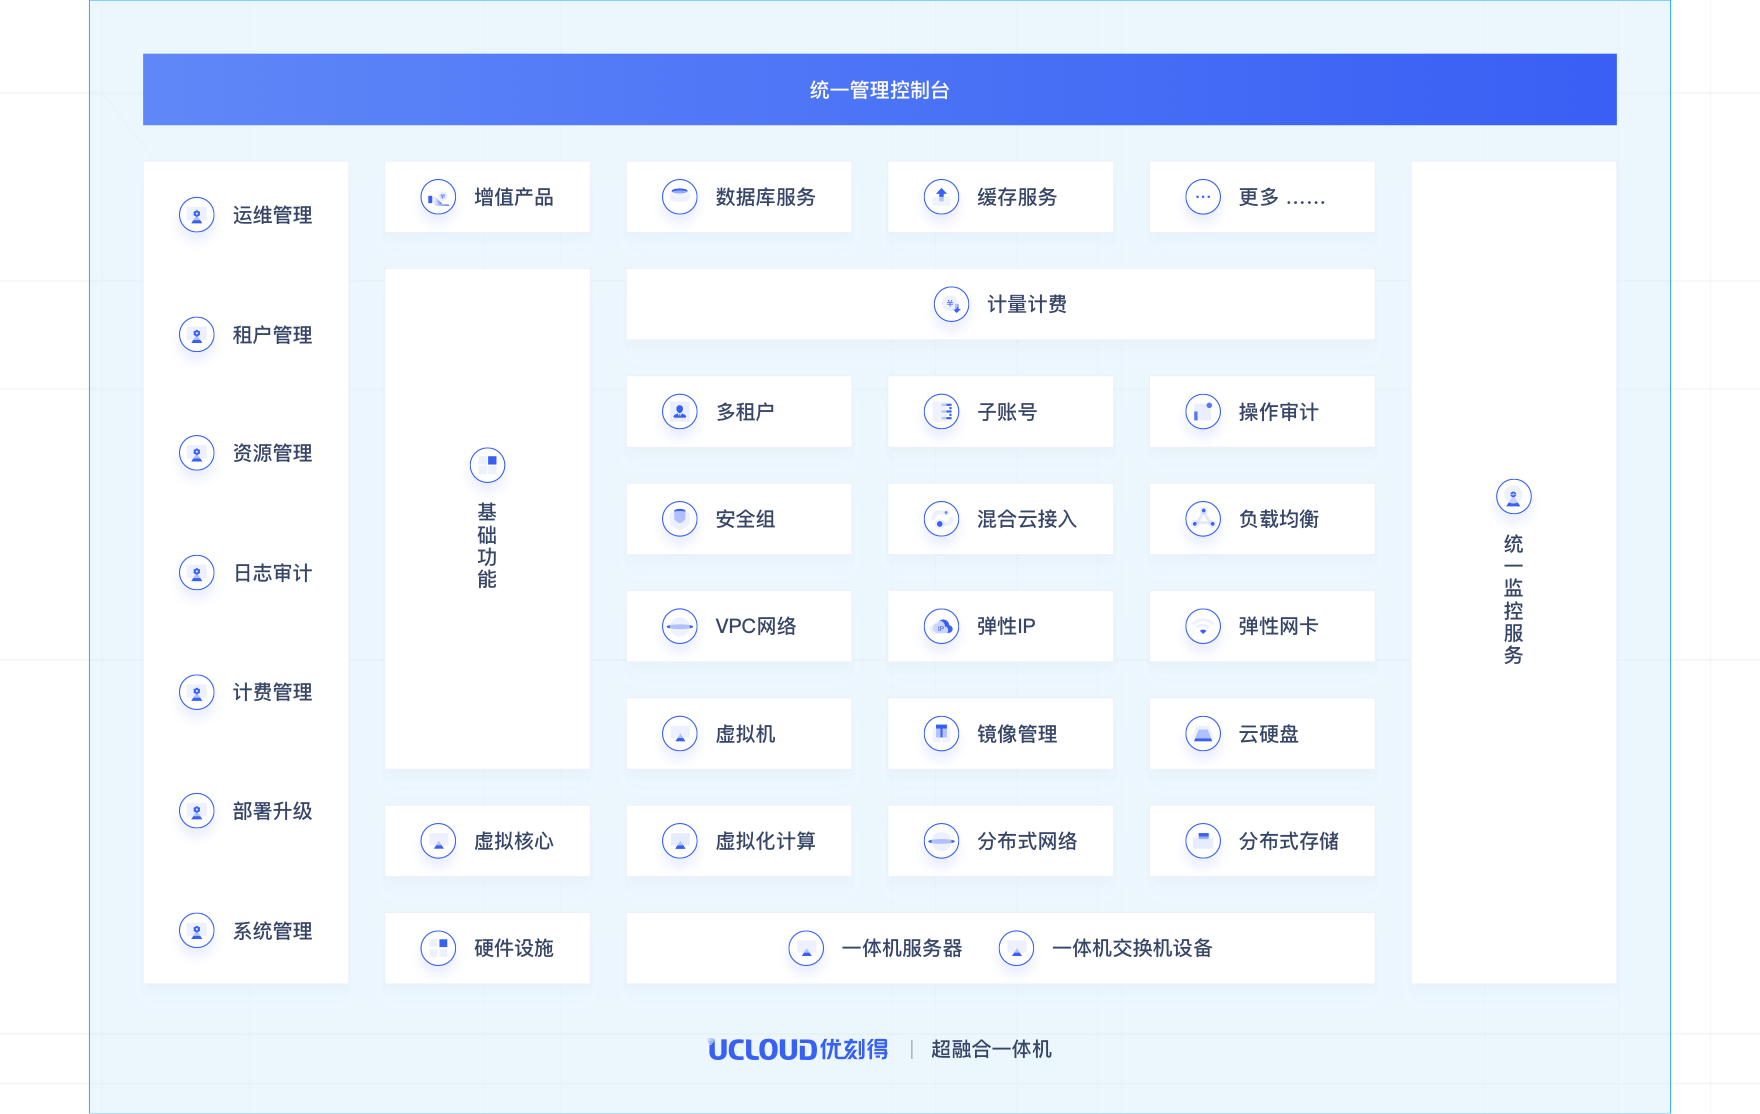 统一管理控制台
运维管理
租户管理
资源管理
日志审计
计费管理
部署升级
系统管理
增值产品
数据库服务
缓存服务
更多 ......
基础功能
计量计费
多租户
子账号
操作审计
安全组
混合云接入
负载均衡
VPC网络
弹性IP
弹性网卡
虚拟机
镜像管理
云硬盘
虚拟核心
虚拟化计算
分布式网络
分布式存储
硬件设施
一体机服务器
一体机交换机设备
统一监控服务
UCLOUD优刻得 | 超融合一体机